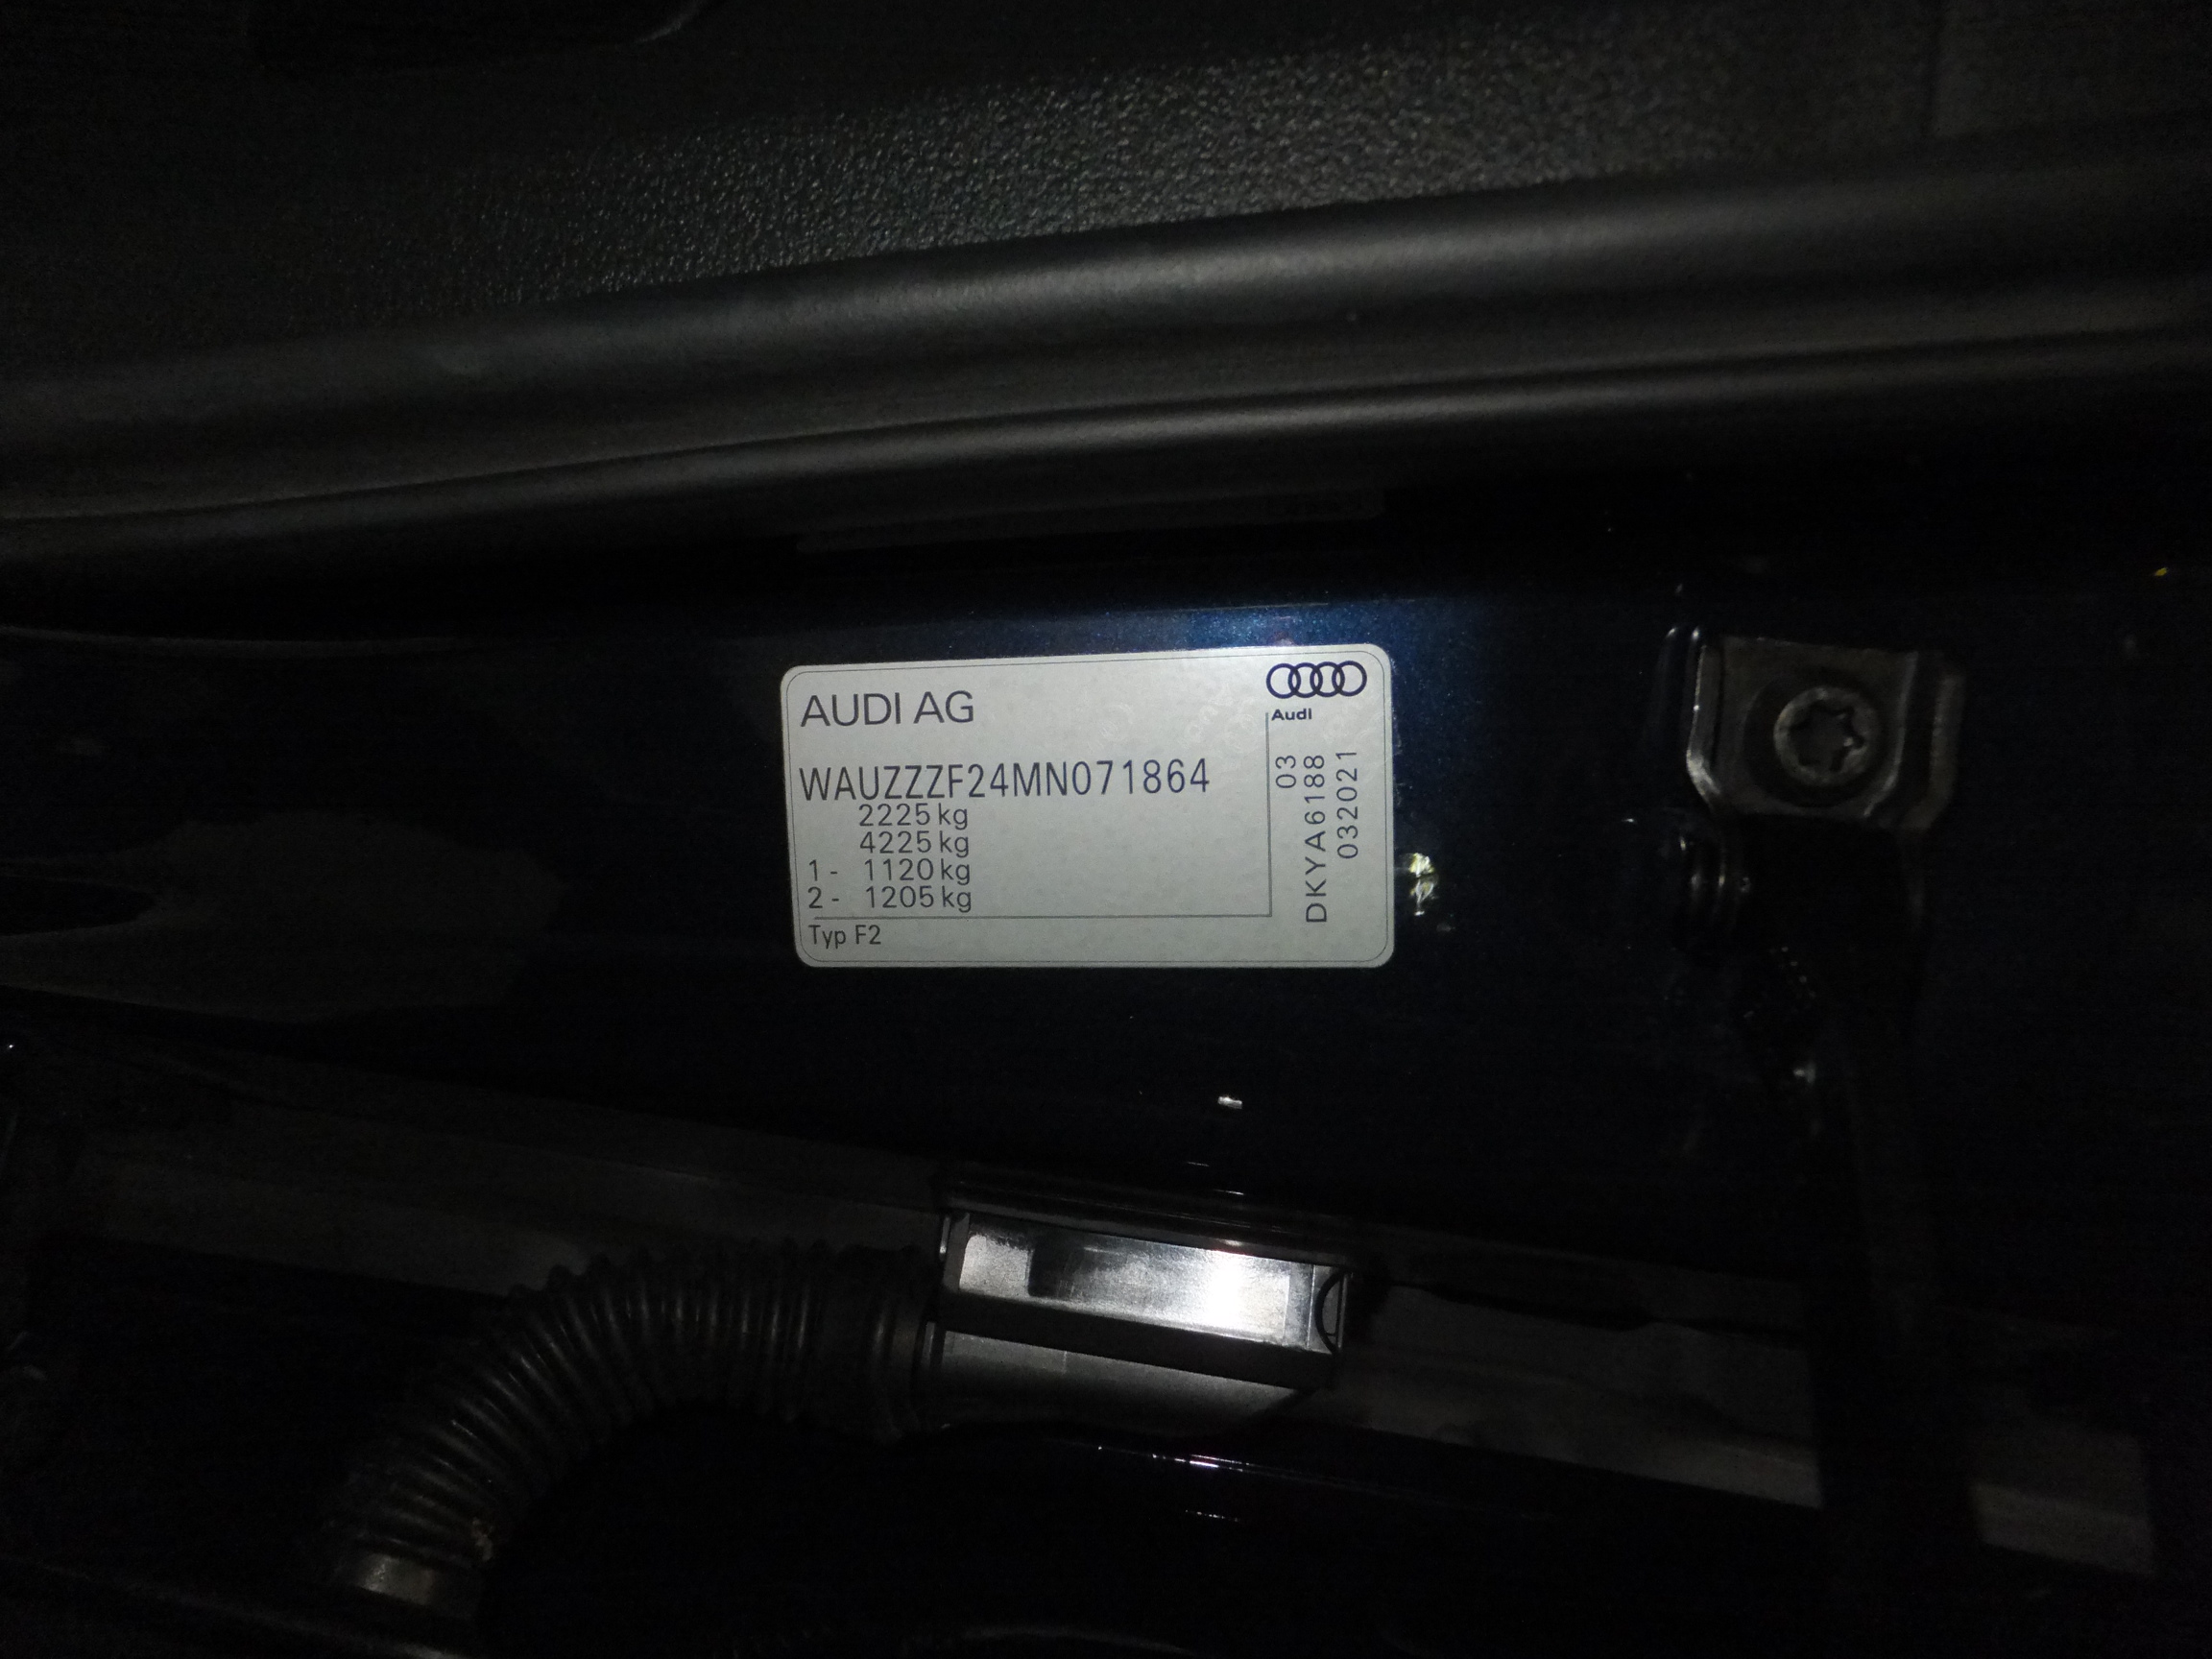 AUDI AG
Audi
WAUZZZF24MN071864
2225 kg
4225 kg
1 - 1120 kg
2 - 1205 kg
Typ F2
03
DKYA6188
032021